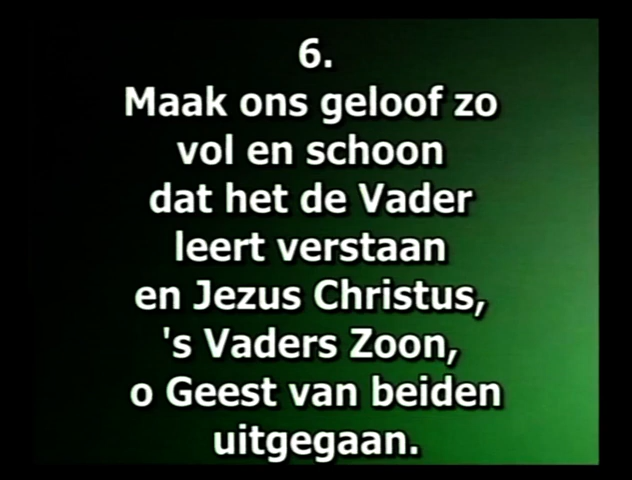 6.
Maak ons geloof zo
vol en schoon
dat het de Vader
leert verstaan
en Jezus Christus,
's Vaders Zoon,
o Geest van beiden
uitgegaan.